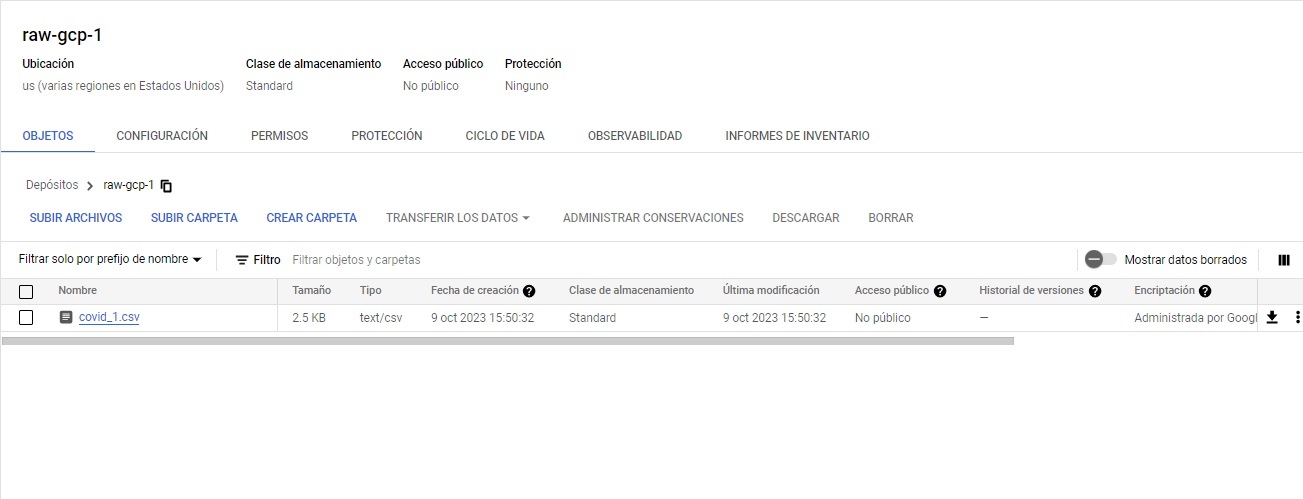 raw-gcp-1
Ubicación Clase de almacenamiento Acceso público Protección
us (varias regiones en Estados Unidos) Standard No público Ninguno
OBJETOS CONFIGURACIÓN PERMISOS PROTECCIÓN CICLO DE VIDA OBSERVABILIDAD INFORMES DE INVENTARIO
Depósitos raw-gcp-1
SUBIR ARCHIVOS SUBIR CARPETA CREAR CARPETA TRANSFERIR LOS DATOS ADMINISTRAR CONSERVACIONES DESCARGAR BORRAR
Filtrar solo por prefijo de nombre Filtro Filtrar objetos y carpetas Mostrar datos borrados
Nombre Tamaño Tipo Fecha de creación Clase de almacenamiento Última modificación Acceso público Historial de versiones Encriptación
covid_1.csv 2.5 KB text/csv 9 oct 2023 15:50:32 Standard 9 oct 2023 15:50:32 No público — Administrada por Googl